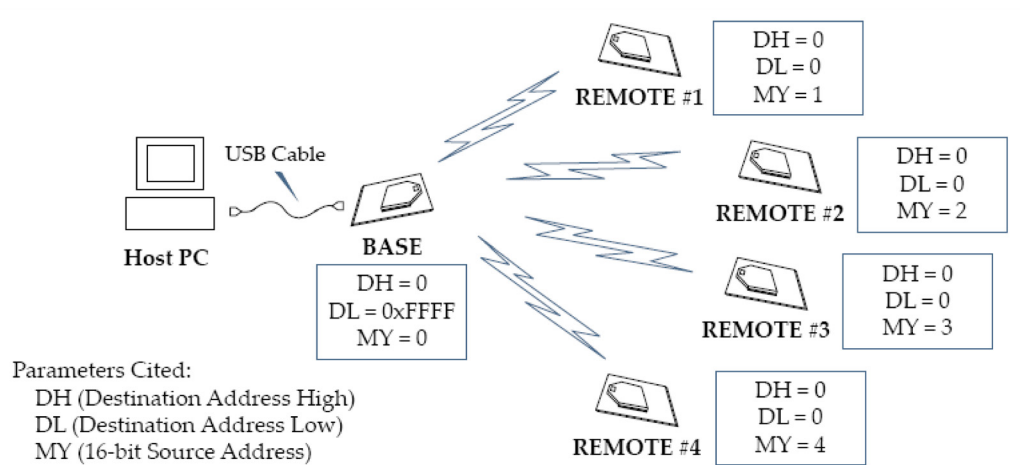 REMOTE #1
DH = 0
DL = 0
MY = 1
REMOTE #2
DH = 0
DL = 0
MY = 2
USB Cable
Host PC
BASE
DH = 0
DL = 0xFFFF
MY = 0
REMOTE #3
DH = 0
DL = 0
MY = 3
REMOTE #4
DH = 0
DL = 0
MY = 4
Parameters Cited:
DH (Destination Address High)
DL (Destination Address Low)
MY (16-bit Source Address)